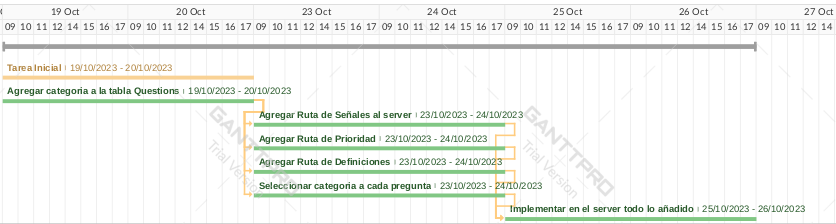 19 Oct 20 Oct 23 Oct 24 Oct 25 Oct 26 Oct 27 Oct
09 10 11 12 13 14 15 16 17 09 10 11 12 13 14 15 16 17 09 10 11 12 13 14 15 16 17 09 10 11 12 13 14 15 16 17 09 10 11 12 13 14 15 16 17 09 10 11 12 13 14 15 16 17 09 10 11 12 14
Tarea Inicial 19/10/2023 - 20/10/2023
Agregar categoria a la tabla Questions 19/10/2023 - 20/10/2023
Agregar Ruta de Señales al server 23/10/2023 - 24/10/2023
Agregar Ruta de Prioridad 23/10/2023 - 24/10/2023
Agregar Ruta de Definiciones 23/10/2023 - 24/10/2023
Seleccionar categoria a cada pregunta 23/10/2023 - 24/10/2023
Implementar en el server todo lo añadido 25/10/2023 - 26/10/2023
GANTTPRO
Trial Version
GANTTPRO
Trial Version